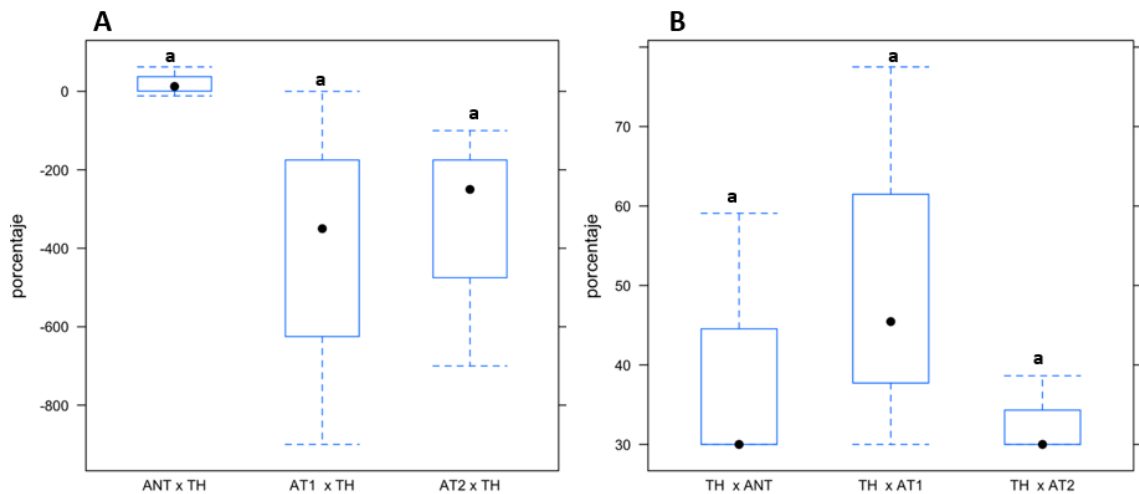 A
porcentaje
0
-200
-400
-600
-800
a
a
a
ANT x TH
AT1 x TH
AT2 x TH
B
porcentaje
70
60
50
40
30
a
a
a
TH x ANT
TH x AT1
TH x AT2